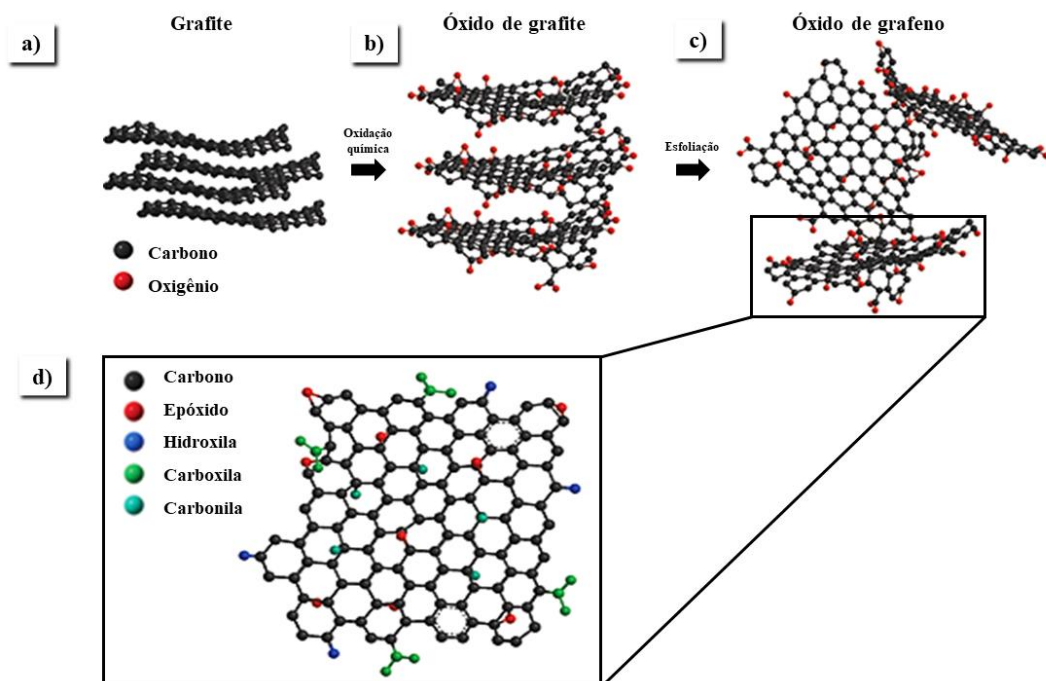 Grafite
Óxido de grafite
Óxido de grafeno
a)
b)
c)
Oxidação
química
Esfoliação
Carbono
Oxigênio
d)
Carbono
Epóxido
Hidroxila
Carboxila
Carbonila